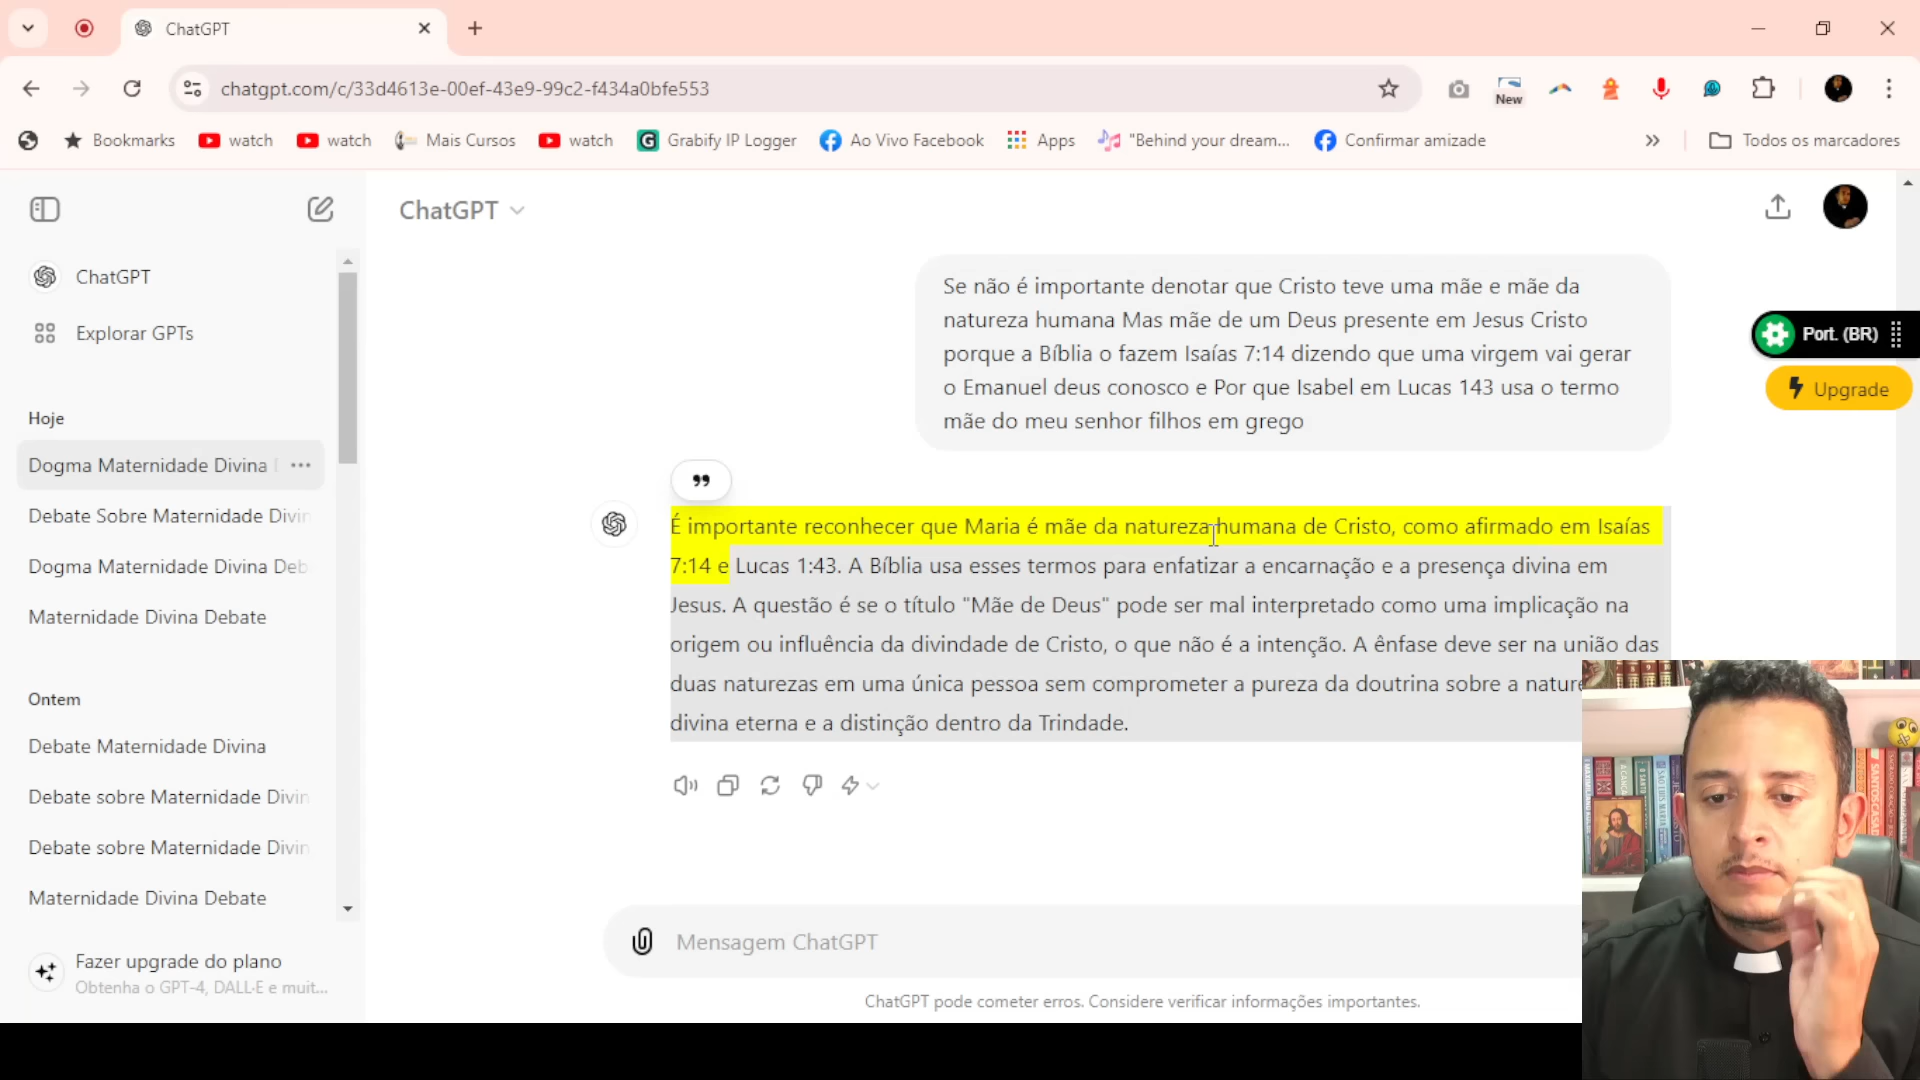 ChatGPT
chatgpt.com/c/33d4613e-00ef-43e9-99c2-f434a0bfe553
New
Bookmarks
watch
watch
Mais Cursos
watch
Grabify IP Logger
Ao Vivo Facebook
Apps
"Behind your dream...
Confirmar amizade
Todos os marcadores
ChatGPT
Explorar GPTs
Hoje
Dogma Maternidade Divina
Debate Sobre Maternidade Divin
Dogma Maternidade Divina Deb
Maternidade Divina Debate
Ontem
Debate Maternidade Divina
Debate sobre Maternidade Divin
Debate sobre Maternidade Divin
Maternidade Divina Debate
Fazer upgrade do plano
Obtenha o GPT-4, DALL·E e muit...
ChatGPT
Se não é importante denotar que Cristo teve uma mãe e mãe da
natureza humana Mas mãe de um Deus presente em Jesus Cristo
porque a Bíblia o fazem Isaías 7:14 dizendo que uma virgem vai gerar
o Emanuel deus conosco e Por que Isabel em Lucas 143 usa o termo
mãe do meu senhor filhos em grego
Port. (BR)
Upgrade
É importante reconhecer que Maria é mãe da natureza humana de Cristo, como afirmado em Isaías
7:14 e Lucas 1:43. A Bíblia usa esses termos para enfatizar a encarnação e a presença divina em
Jesus. A questão é se o título "Mãe de Deus" pode ser mal interpretado como uma implicação na
origem ou influência da divindade de Cristo, o que não é a intenção. A ênfase deve ser na união das
duas naturezas em uma única pessoa sem comprometer a pureza da doutrina sobre a nature
divina eterna e a distinção dentro da Trindade.
Mensagem ChatGPT
ChatGPT pode cometer erros. Considere verificar informações importantes.